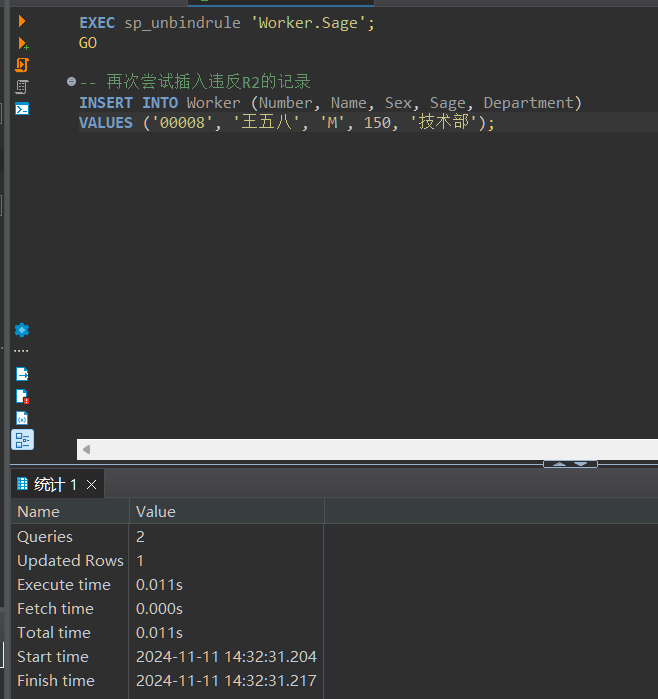 EXEC sp_unbindrule 'Worker.Sage';
GO
-- 再次尝试插入违反R2的记录
INSERT INTO Worker (Number, Name, Sex, Sage, Department)
VALUES ('00008', '王五八', 'M', 150, '技术部');
统计 1
Name Value
Queries 2
Updated Rows 1
Execute time 0.011s
Fetch time 0.000s
Total time 0.011s
Start time 2024-11-11 14:32:31.204
Finish time 2024-11-11 14:32:31.217